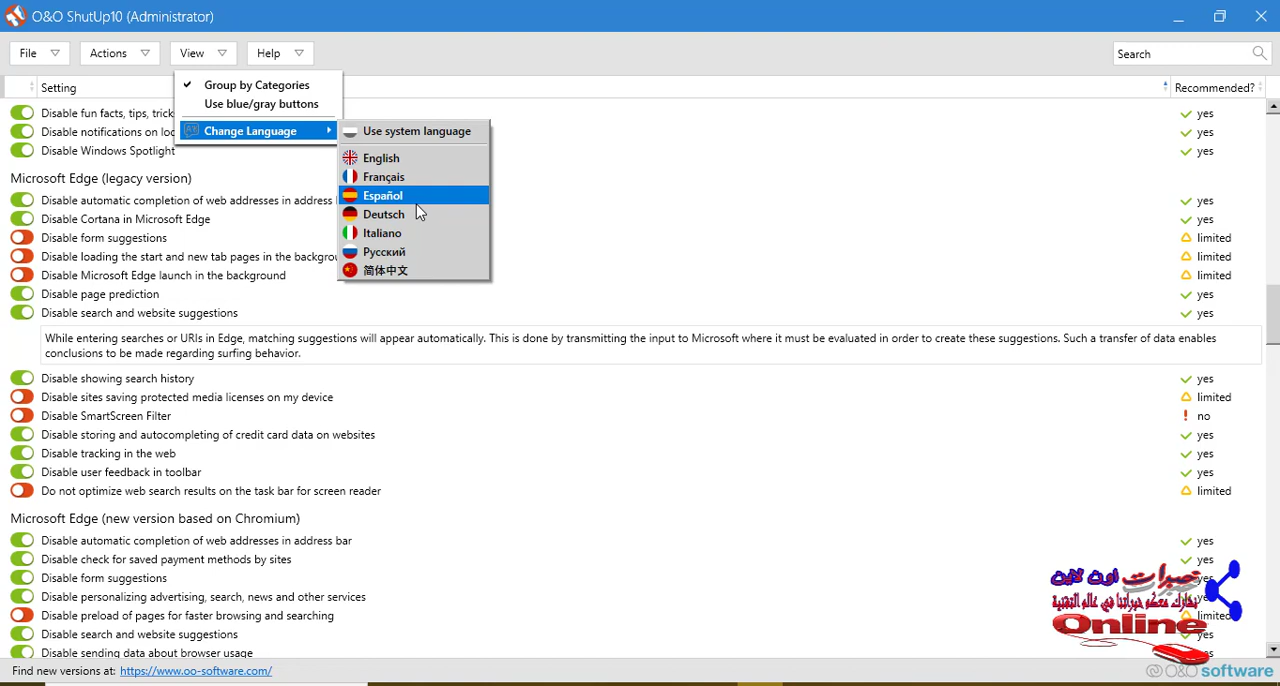 O&O ShutUp10 (Administrator)
File
Actions
View
Help
Search
Setting
Recommended?
Group by Categories
Use blue/gray buttons
Change Language
Use system language
English
Français
Español
Deutsch
Italiano
Русский
简体中文
Disable fun facts, tips, trick
yes
Disable notifications on loc
yes
Disable Windows Spotlight
yes
Microsoft Edge (legacy version)
Disable automatic completion of web addresses in address
yes
Disable Cortana in Microsoft Edge
yes
Disable form suggestions
limited
Disable loading the start and new tab pages in the
limited
Disable Microsoft Edge launch in the background
limited
Disable page prediction
yes
Disable search and website suggestions
yes
While entering searches or URIs in Edge, matching suggestions will appear automatically. This is done by transmitting the input to Microsoft where it must be evaluated in order to create these suggestions. Such a transfer of data enables
conclusions to be made regarding surfing behavior.
Disable showing search history
yes
Disable sites saving protected media licenses on my device
limited
Disable SmartScreen Filter
no
Disable storing and autocompleting of credit card data on websites
yes
Disable tracking in the web
yes
Disable user feedback in toolbar
yes
Do not optimize web search results on the task bar for screen reader
limited
Microsoft Edge (new version based on Chromium)
Disable automatic completion of web addresses in address bar
yes
Disable check for saved payment methods by sites
yes
Disable form suggestions
yes
Disable personalizing advertising, search, news and other services
Disable preload of pages for faster browsing and searching
limited
Disable search and website suggestions
yes
Disable sending data about browser usage
نشارك معكم خبراتنا في عالم التقنية
Online
Find new versions at: https://www.oo-software.com/
O&O software